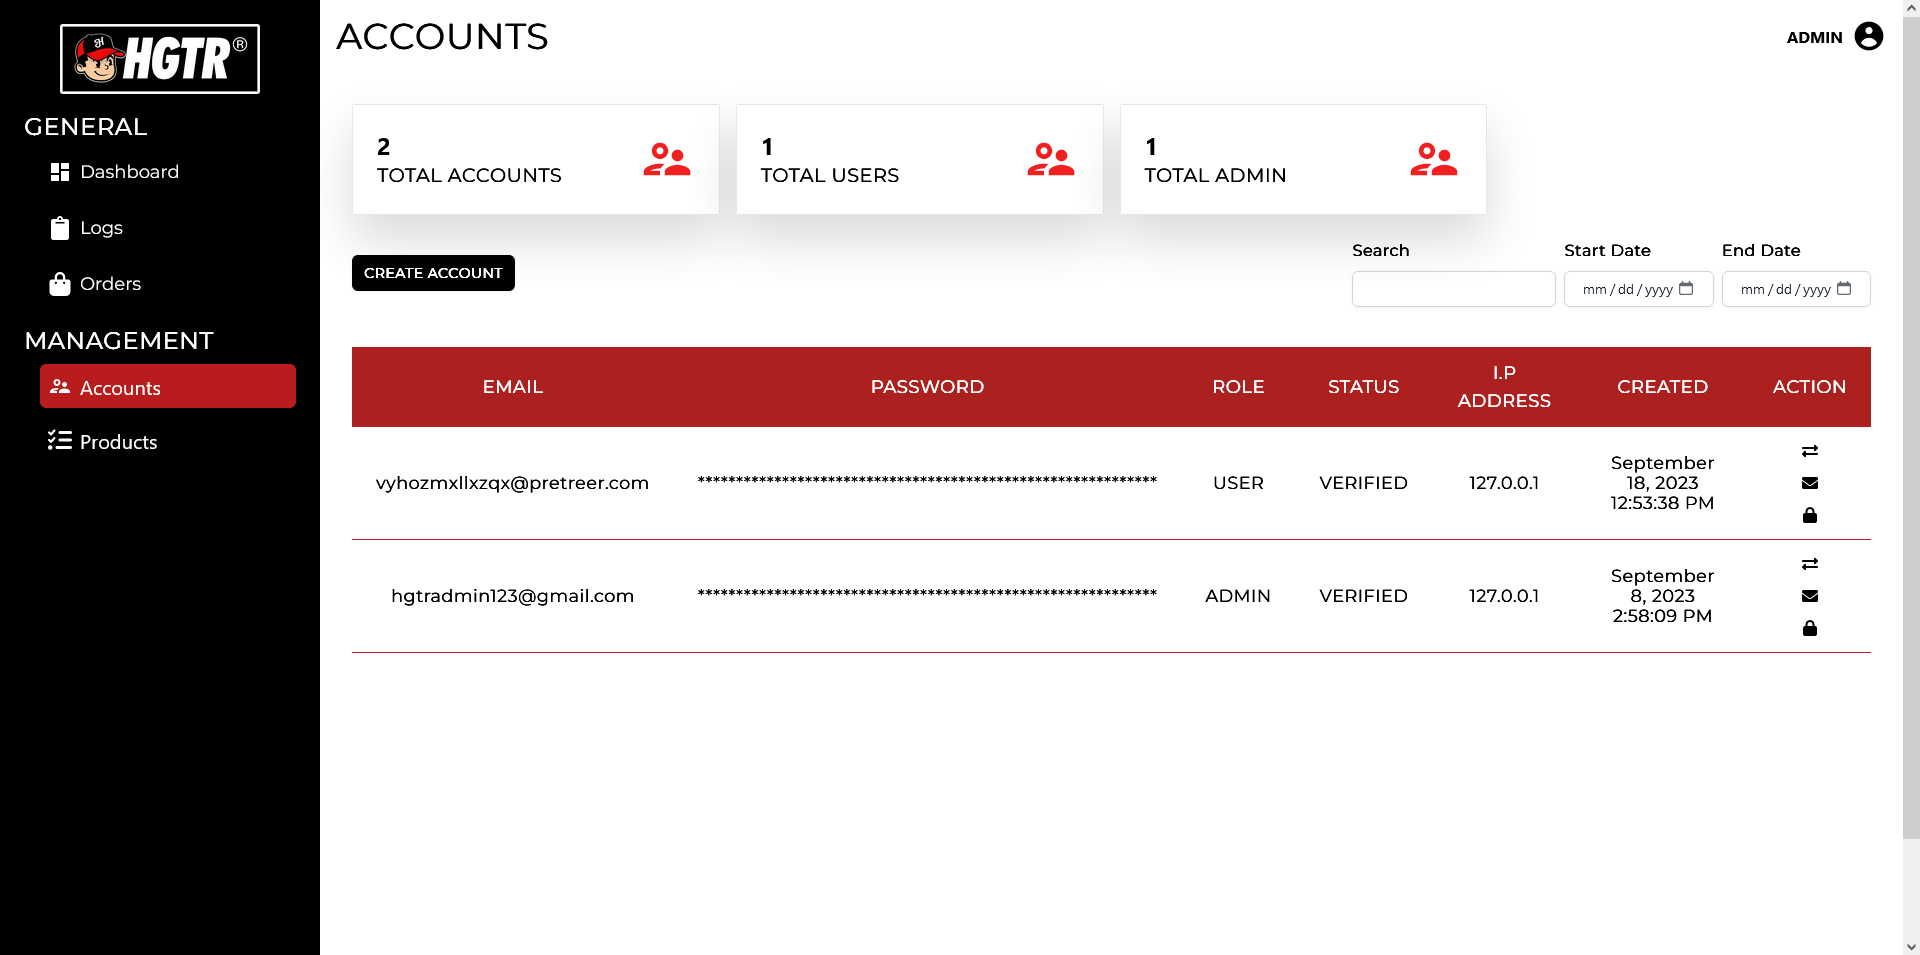 HGTR®
GENERAL
Dashboard
Logs
Orders
MANAGEMENT
Accounts
Products
ACCOUNTS
ADMIN
2
TOTAL ACCOUNTS
1
TOTAL USERS
1
TOTAL ADMIN
CREATE ACCOUNT
Search
Start Date
End Date
mm / dd / yyyy
mm / dd / yyyy
EMAIL
PASSWORD
ROLE
STATUS
I.P
ADDRESS
CREATED
ACTION
vyhozmxllxzqx@pretreer.com
************************************************************
USER
VERIFIED
127.0.0.1
September
18, 2023
12:53:38 PM
hgtradmin123@gmail.com
************************************************************
ADMIN
VERIFIED
127.0.0.1
September
8, 2023
2:58:09 PM